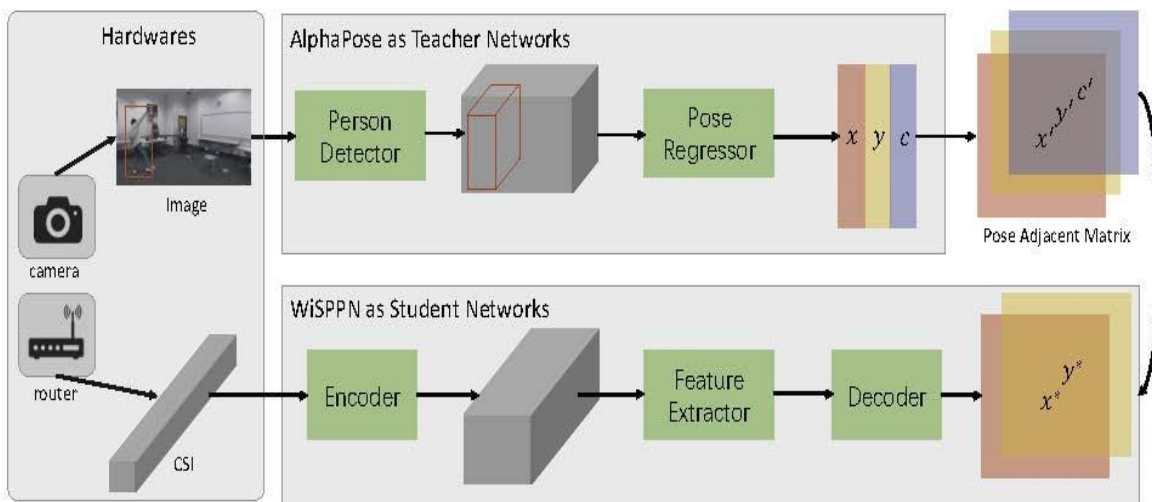 Hardwares
Image
camera
router
CSI
AlphaPose as Teacher Networks
Person
Detector
Pose
Regressor
x y c
x′ y′ c′
Pose Adjacent Matrix
WiSPPN as Student Networks
Encoder
Feature
Extractor
Decoder
x* y*